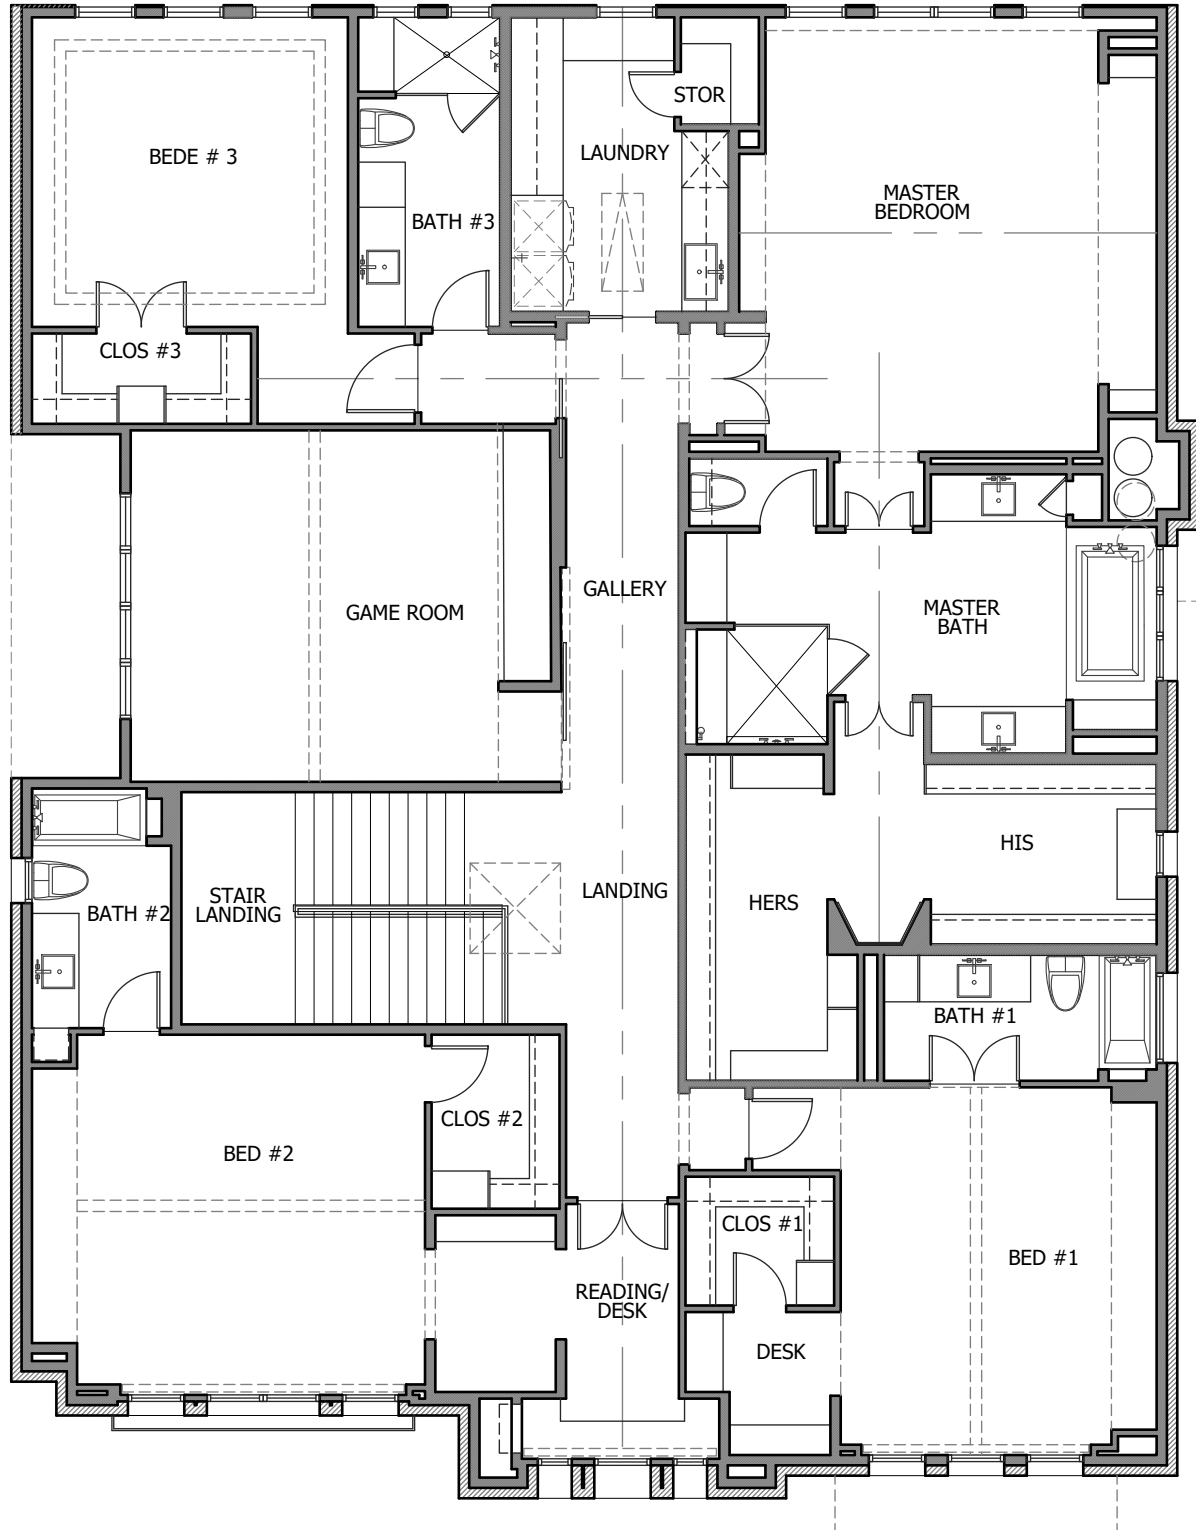 STOR
LAUNDRY
BEDE # 3
MASTER
BEDROOM
BATH #3
CLOS #3
GALLERY
GAME ROOM
MASTER
BATH
HIS
STAIR
LANDING
LANDING
HERS
BATH #2
BATH #1
CLOS #2
BED #2
CLOS #1
BED #1
READING/
DESK
DESK